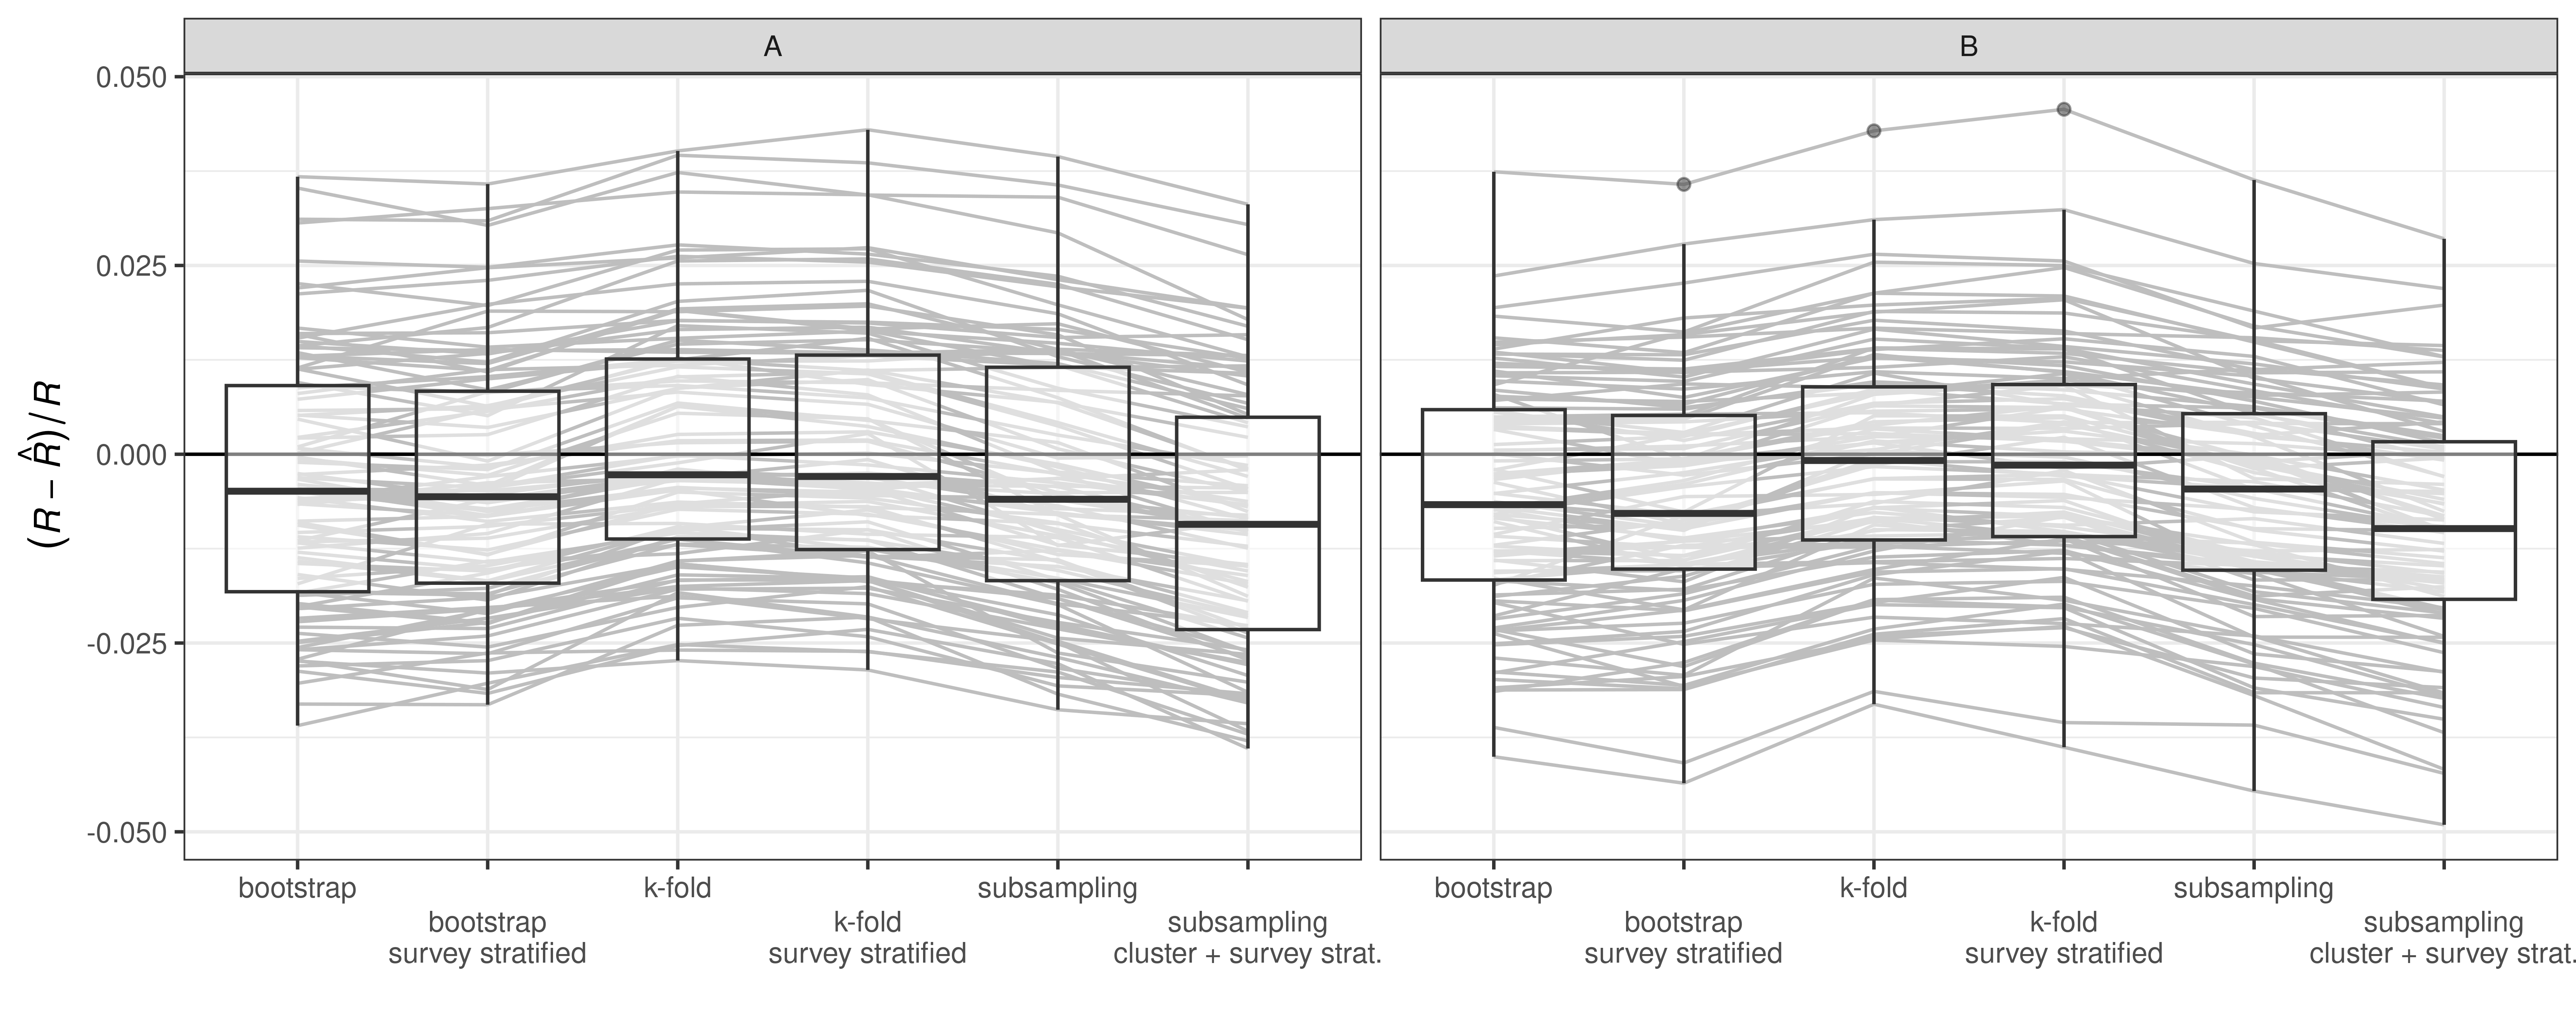 A
B
0.050
0.025
0.000
-0.025
-0.050
(R − R̂) / R
bootstrap
k-fold
subsampling
bootstrap
survey stratified
k-fold
survey stratified
subsampling
cluster + survey strat.
bootstrap
k-fold
subsampling
bootstrap
survey stratified
k-fold
survey stratified
subsampling
cluster + survey strat.